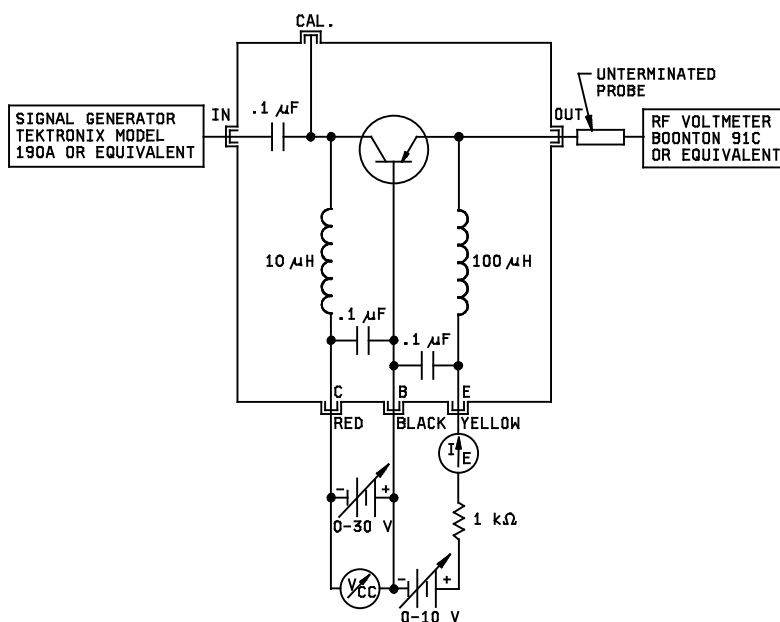 CAL.
UNTERMINATED
PROBE
IN
.1 μF
OUT
SIGNAL GENERATOR
TEKTRONIX MODEL
190A OR EQUIVALENT
RF VOLTMETER
BOONTON 91C
OR EQUIVALENT
10 μH
100 μH
.1 μF
.1 μF
C
B
E
RED
BLACK
YELLOW
I E
- +
0-30 V
1 kΩ
V CC
- +
0-10 V